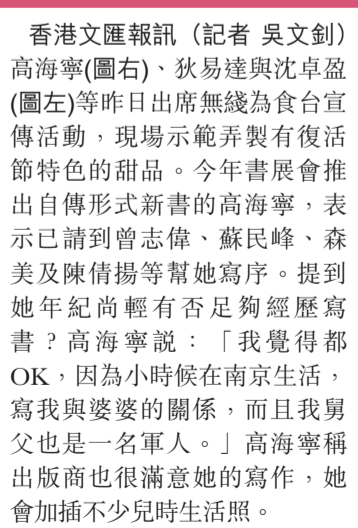 香港文匯報訊（記者 吳文釗）
高海寧(圖右)、狄易達與沈卓盈
(圖左)等昨日出席無綫為食台宣
傳活動，現場示範弄製有復活
節特色的甜品。今年書展會推
出自傳形式新書的高海寧，表
示已請到曾志偉、蘇民峰、森
美及陳倩揚等幫她寫序。提到
她年紀尚輕有否足夠經歷寫
書？高海寧説：「我覺得都
OK，因為小時候在南京生活，
寫我與婆婆的關係，而且我舅
父也是一名軍人。」高海寧稱
出版商也很滿意她的寫作，她
會加插不少兒時生活照。